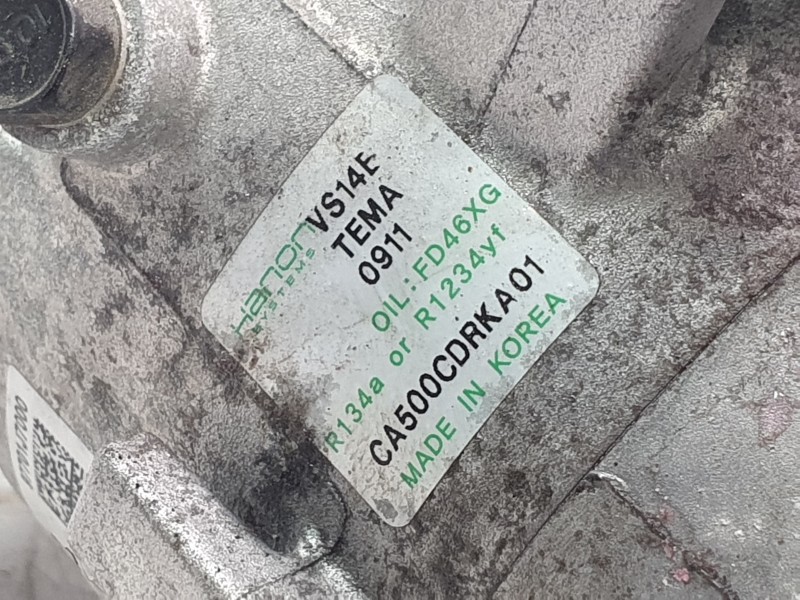 hanon
SYSTEMS
VS14E
TEMA
0911
OIL: FD46XG
R134a or R1234yf
CA500CDRKA01
MADE IN KOREA